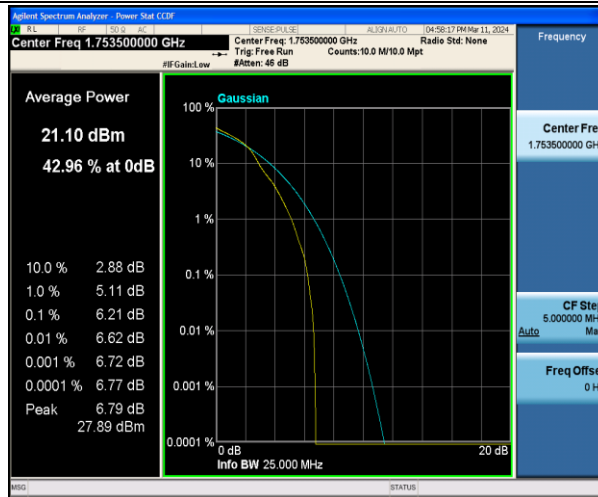 Agilent Spectrum Analyzer - Power Stat CCDF
RL RF 50 Ω AC SENSE:PULSE ALIGN AUTO 04:58:17 PM Mar 11, 2024
Center Freq 1.753500000 GHz
Center Freq: 1.753500000 GHz Radio Std: None
Trig: Free Run Counts:10.0 M/10.0 Mpt
#IFGain:Low #Atten: 46 dB
Frequency
Average Power
21.10 dBm
42.96 % at 0dB
10.0 % 2.88 dB
1.0 % 5.11 dB
0.1 % 6.21 dB
0.01 % 6.62 dB
0.001 % 6.72 dB
0.0001 % 6.77 dB
Peak 6.79 dB
27.89 dBm
Gaussian
100 %
10 %
1 %
0.1 %
0.01 %
0.001 %
0.0001 %
0 dB 20 dB
Info BW 25.000 MHz
Center Fre
1.753500000 GH
CF Ste
5.000000 MH
Auto Ma
Freq Offse
0 H
MSG STATUS